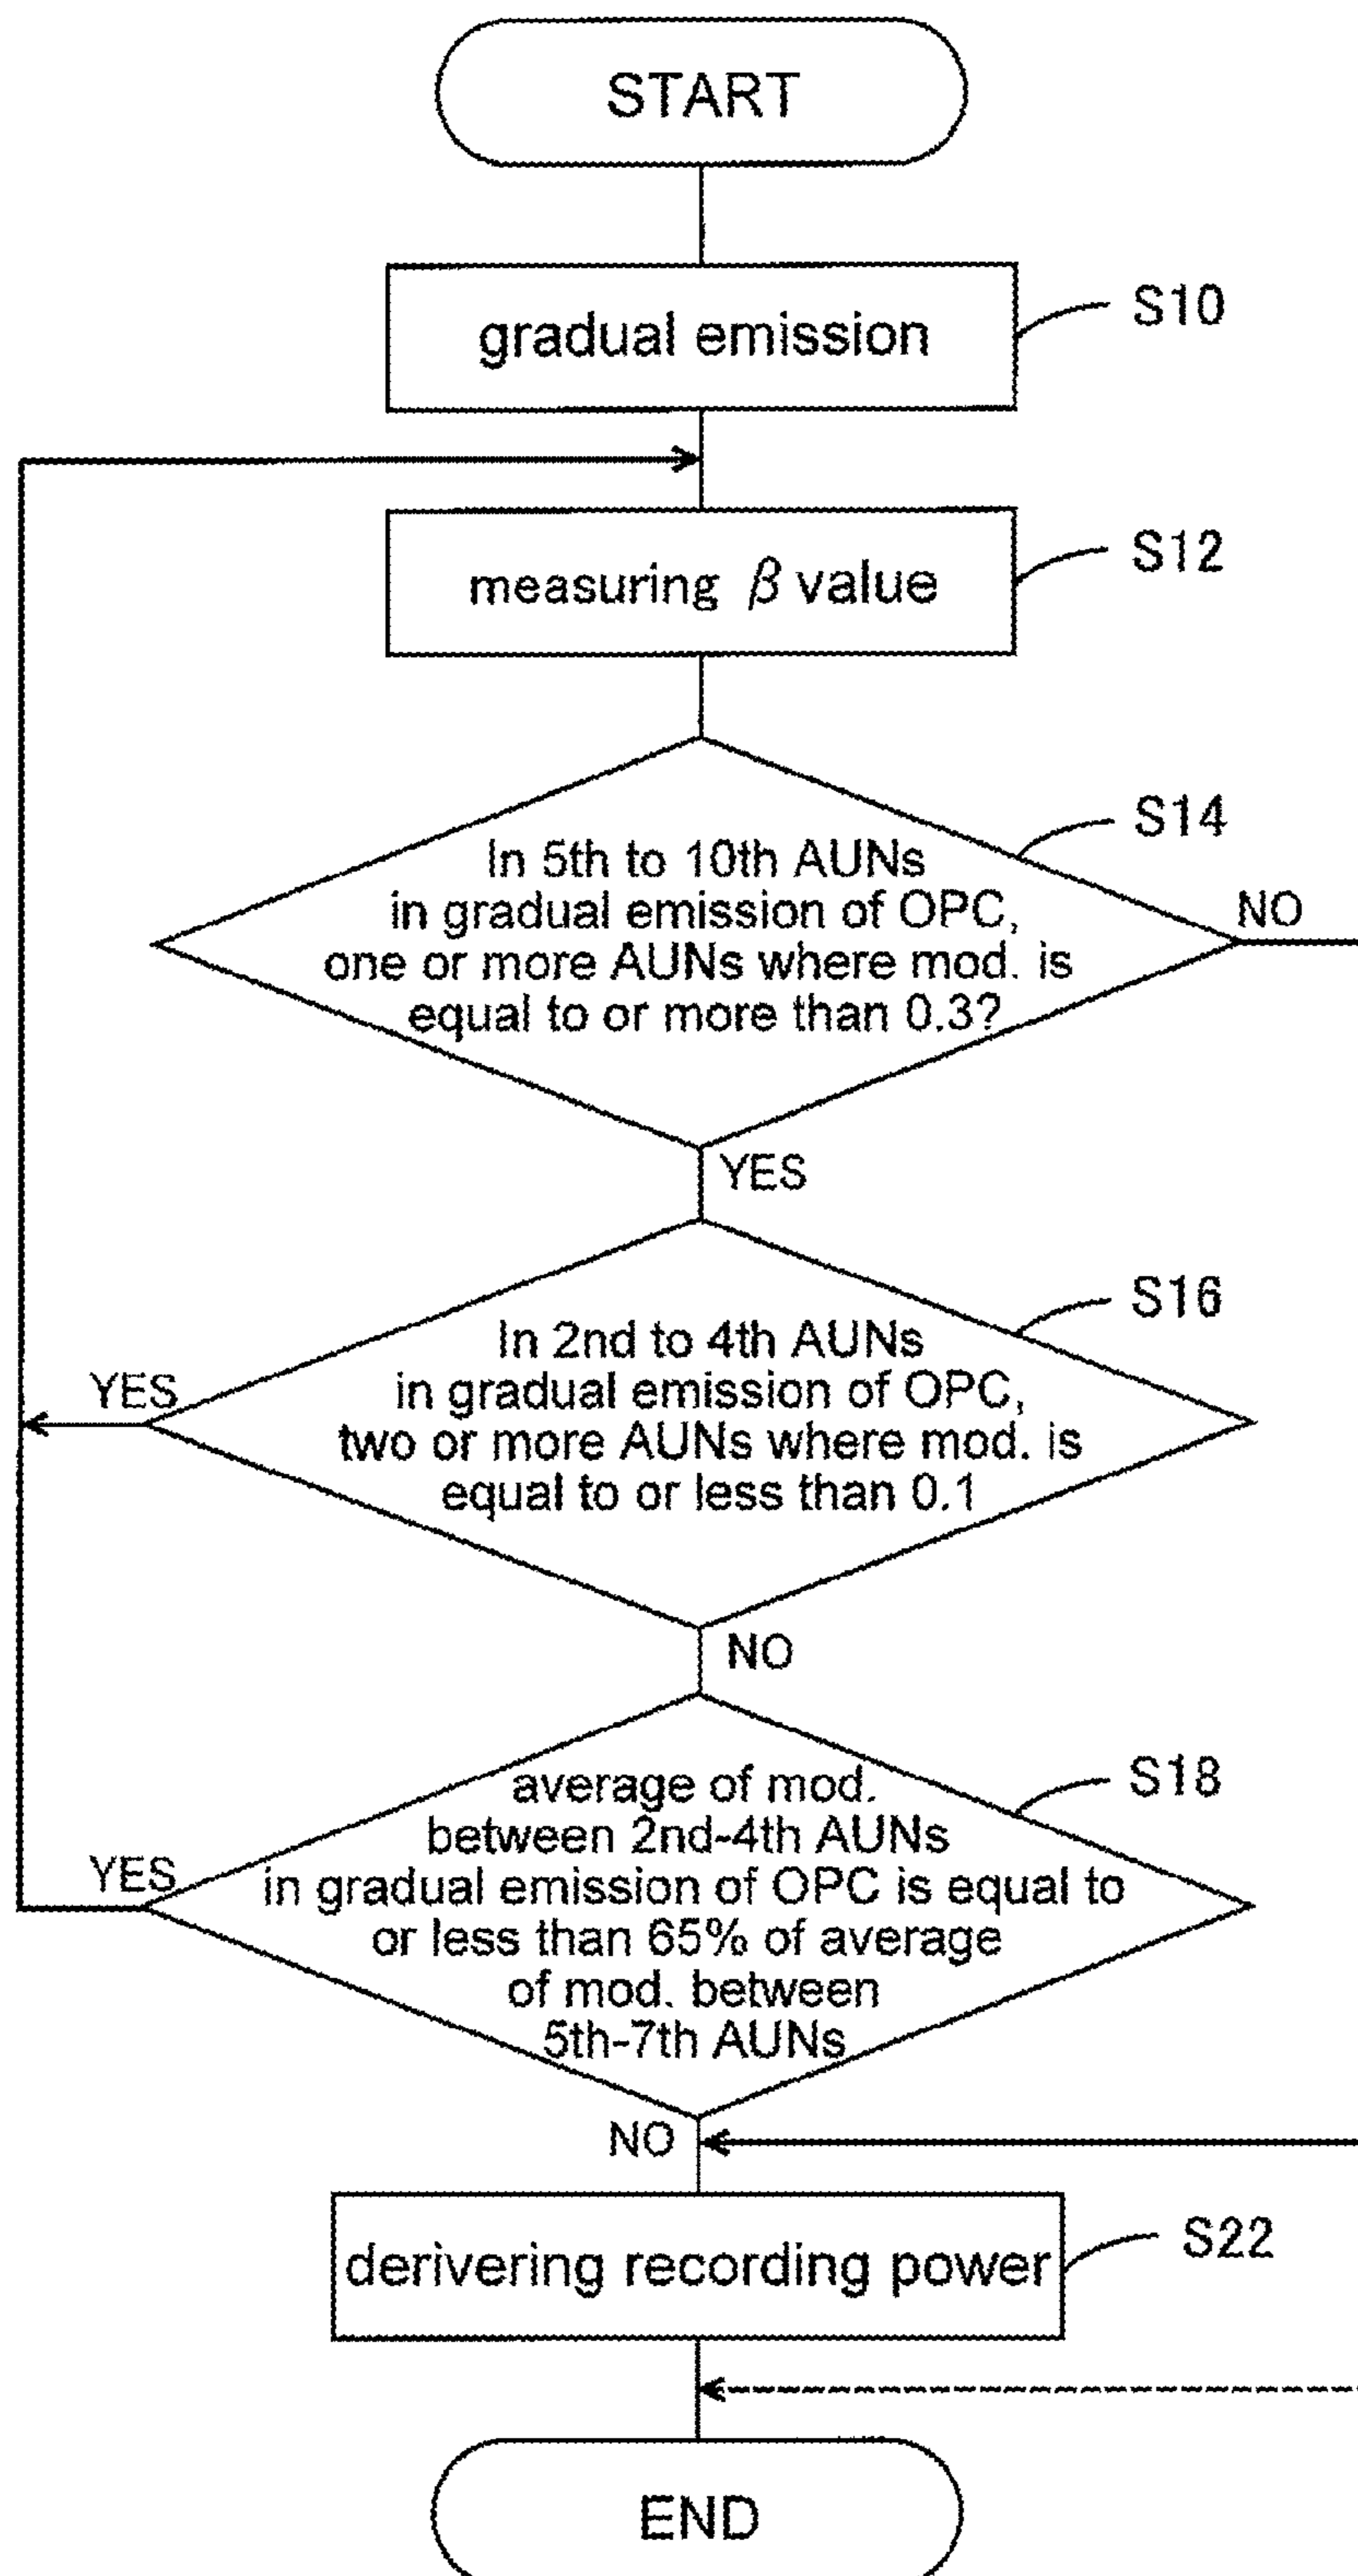 START
gradual emission
S10
measuring β value
S12
S14
In 5th to 10th AUNs
in gradual emission of OPC,
one or more AUNs where mod. is
equal to or more than 0.3?
NO
YES
S16
In 2nd to 4th AUNs
in gradual emission of OPC,
two or more AUNs where mod. is
equal to or less than 0.1
YES
NO
S18
average of mod.
between 2nd-4th AUNs
in gradual emission of OPC is equal to
or less than 65% of average
of mod. between
5th-7th AUNs
YES
NO
derivering recording power
S22
END